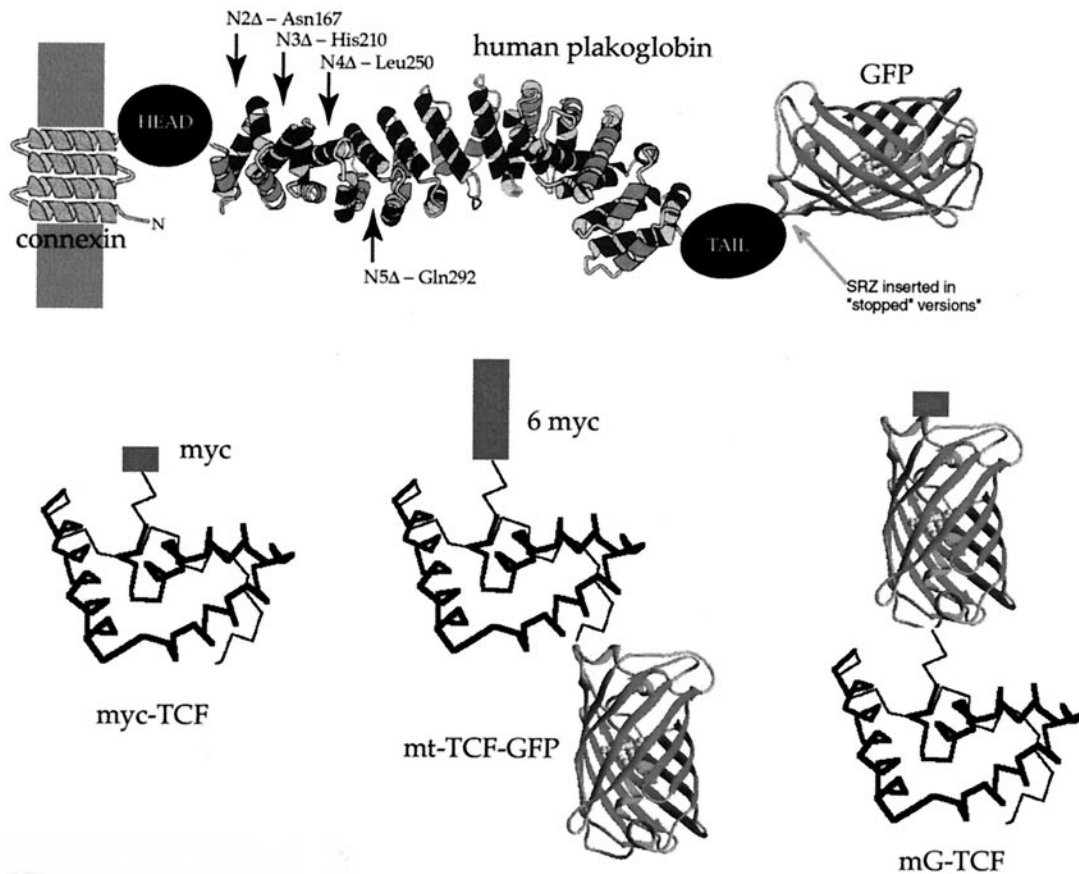 N2Δ – Asn167
N3Δ – His210
N4Δ – Leu250
human plakoglobin
GFP
HEAD
N
connexin
TAIL
N5Δ – Gln292
SRZ inserted in
"stopped" versions"
6 myc
myc
myc-TCF
mt-TCF-GFP
mG-TCF